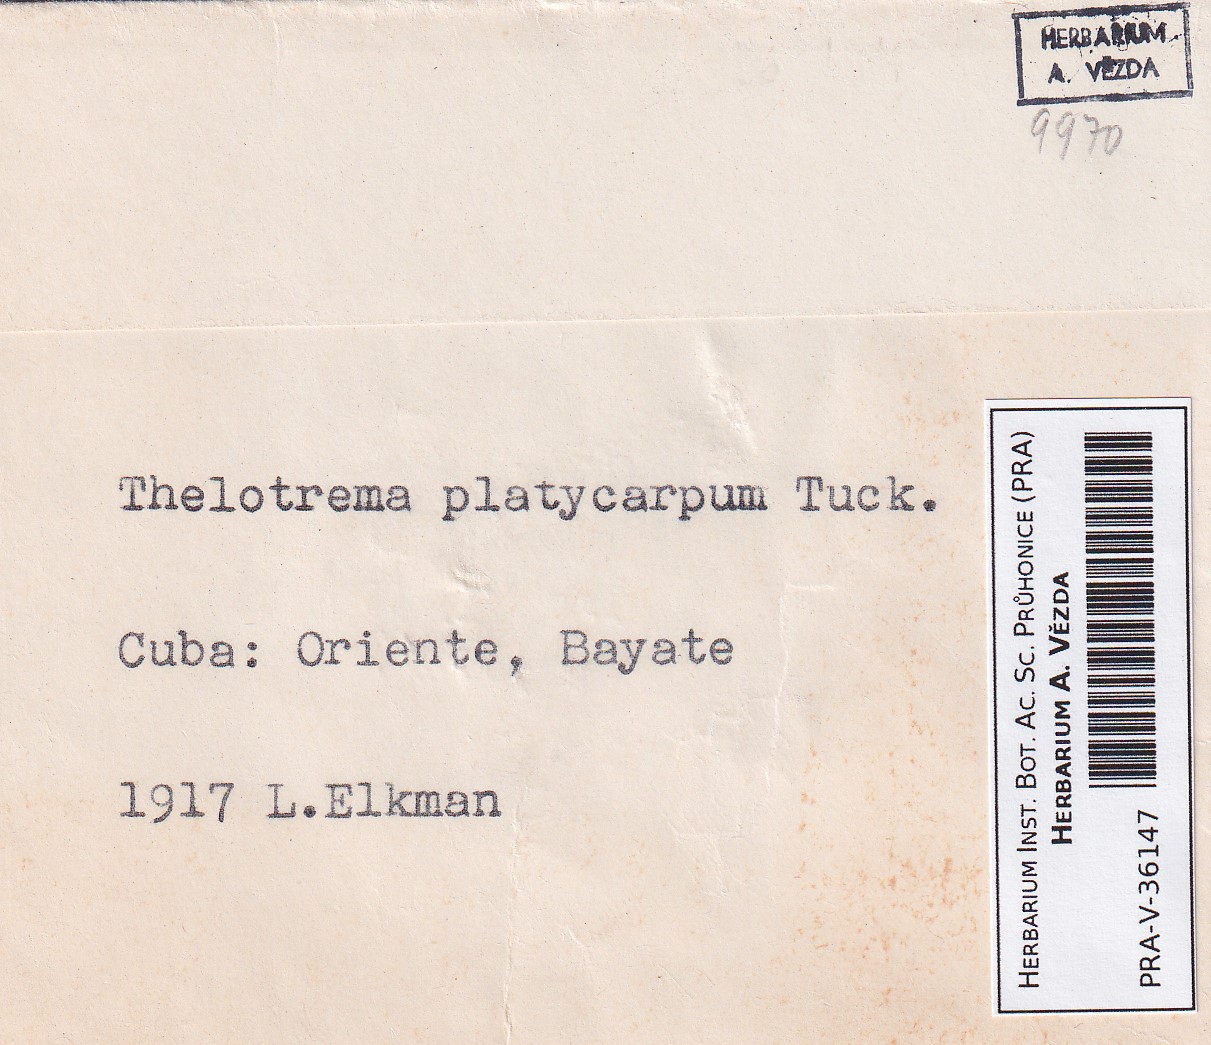 HERBARIUM
A. VĚZDA
9970
Thelotrema platycarpum Tuck.
Cuba: Oriente, Bayate
1917 L.Elkman
HERBARIUM INST. BOT. AC. SC. PRŮHONICE (PRA)
HERBARIUM A. VĚZDA
PRA-V-36147